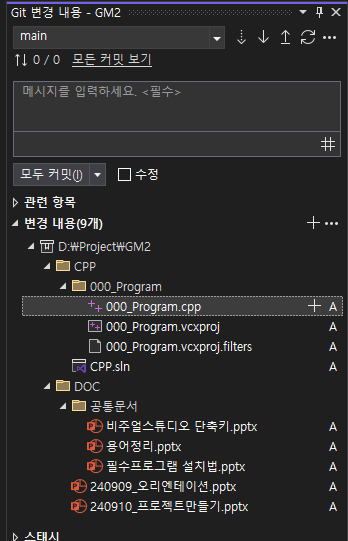 Git 변경 내용 - GM2
main
0 / 0 모든 커밋 보기
메시지를 입력하세요. <필수>
모두 커밋(I) 수정
관련 항목
변경 내용(9개)
D:₩Project₩GM2
CPP
000_Program
000_Program.cpp A
000_Program.vcxproj A
000_Program.vcxproj.filters A
CPP.sln A
DOC
공통문서
비주얼스튜디오 단축키.pptx A
용어정리.pptx A
필수프로그램 설치법.pptx A
240909_오리엔테이션.pptx A
240910_프로젝트만들기.pptx A
스태시